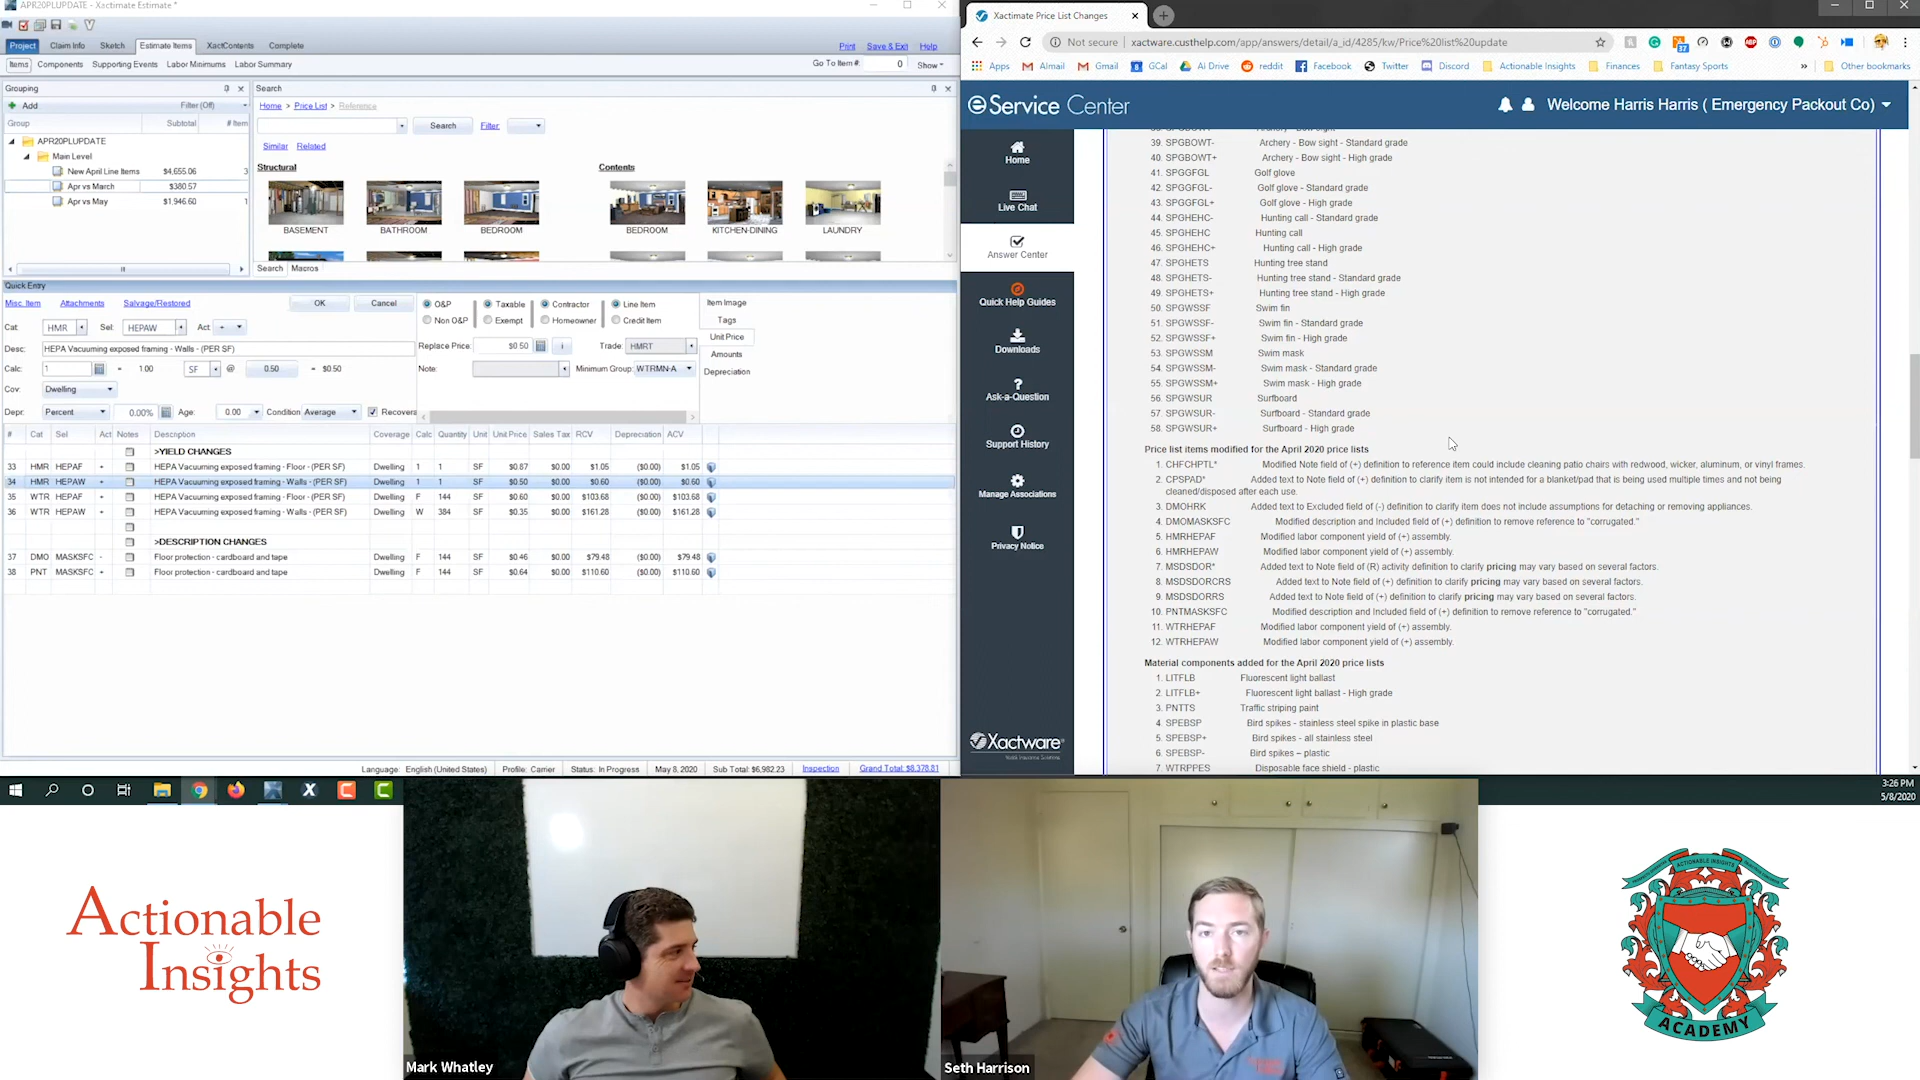 APR20PLUPDATE - Xactimate Estimate *
Project Claim Info Sketch Estimate Items XactContents Complete
Print Save & Exit Help
Items Components Supporting Events Labor Minimums Labor Summary
Go To Item #: 0 Show
Grouping
Add Filter (Off)
Group Subtotal # Item
APR20PLUPDATE
Main Level
New April Line Items $4,655.06 3
Apr vs March $380.57
Apr vs May $1,946.60 1
Search
Home > Price List > Reference
Search Filter:
Similar Related
Structural Contents
BASEMENT BATHROOM BEDROOM BEDROOM KITCHEN-DINING LAUNDRY
Search Macros
Quick Entry
Misc. Item Attachments Salvage/Restored OK Cancel
Cat: HMR Sel: HEPAW Act: +
Desc: HEPA Vacuuming exposed framing - Walls - (PER SF)
Calc: 1 = 1.00 SF @ 0.50 = $0.50
Cov: Dwelling
Depr: Percent 0.00% Age: 0.00 Condition Average Recovera
O&P Taxable Contractor Line Item
Non O&P Exempt Homeowner Credit Item
Replace Price: $0.50 i Trade: HMRT
Note: Minimum Group: WTRMN-A
Item Image
Tags
Unit Price
Amounts
Depreciation
# Cat Sel Act Notes Description Coverage Calc Quantity Unit Unit Price Sales Tax RCV Depreciation ACV
>YIELD CHANGES
33 HMR HEPAF + HEPA Vacuuming exposed framing - Floor - (PER SF) Dwelling 1 1 SF $0.87 $0.00 $1.05 ($0.00) $1.05
34 HMR HEPAW + HEPA Vacuuming exposed framing - Walls - (PER SF) Dwelling 1 1 SF $0.50 $0.00 $0.60 ($0.00) $0.60
35 WTR HEPAF + HEPA Vacuuming exposed framing - Floor - (PER SF) Dwelling F 144 SF $0.60 $0.00 $103.68 ($0.00) $103.68
36 WTR HEPAW + HEPA Vacuuming exposed framing - Walls - (PER SF) Dwelling W 384 SF $0.35 $0.00 $161.28 ($0.00) $161.28
>DESCRIPTION CHANGES
37 DMO MASKSFC - Floor protection - cardboard and tape Dwelling F 144 SF $0.46 $0.00 $79.48 ($0.00) $79.48
38 PNT MASKSFC + Floor protection - cardboard and tape Dwelling F 144 SF $0.64 $0.00 $110.60 ($0.00) $110.60
Language: English (United States) Profile: Carrier Status: In Progress May 8, 2020 Sub Total: $6,982.23 Inspection Grand Total: $8,378.81
Xactimate Price List Changes
Not secure xactware.custhelp.com/app/answers/detail/a_id/4285/kw/Price%20list%20update
Apps AImail Gmail GCal Ai Drive reddit Facebook Twitter Discord Actionable Insights Finances Fantasy Sports » Other bookmarks
eService Center
Welcome Harris Harris ( Emergency Packout Co)
Home
Live Chat
Answer Center
Quick Help Guides
Downloads
Ask-a-Question
Support History
Manage Associations
Privacy Notice
Xactware
39. SPGBOWT- Archery - Bow sight - Standard grade
40. SPGBOWT+ Archery - Bow sight - High grade
41. SPGGFGL Golf glove
42. SPGGFGL- Golf glove - Standard grade
43. SPGGFGL+ Golf glove - High grade
44. SPGHEHC- Hunting call - Standard grade
45. SPGHEHC Hunting call
46. SPGHEHC+ Hunting call - High grade
47. SPGHETS Hunting tree stand
48. SPGHETS- Hunting tree stand - Standard grade
49. SPGHETS+ Hunting tree stand - High grade
50. SPGWSSF Swim fin
51. SPGWSSF- Swim fin - Standard grade
52. SPGWSSF+ Swim fin - High grade
53. SPGWSSM Swim mask
54. SPGWSSM- Swim mask - Standard grade
55. SPGWSSM+ Swim mask - High grade
56. SPGWSUR Surfboard
57. SPGWSUR- Surfboard - Standard grade
58. SPGWSUR+ Surfboard - High grade
Price list items modified for the April 2020 price lists
1. CHFCHPTL* Modified Note field of (+) definition to reference item could include cleaning patio chairs with redwood, wicker, aluminum, or vinyl frames.
2. CPSPAD* Added text to Note field of (+) definition to clarify item is not intended for a blanket/pad that is being used multiple times and not being
cleaned/disposed after each use.
3. DMOHRK Added text to Excluded field of (-) definition to clarify item does not include assumptions for detaching or removing appliances.
4. DMOMASKSFC Modified description and Included field of (+) definition to remove reference to "corrugated."
5. HMRHEPAF Modified labor component yield of (+) assembly.
6. HMRHEPAW Modified labor component yield of (+) assembly.
7. MSDSDOR* Added text to Note field of (R) activity definition to clarify pricing may vary based on several factors.
8. MSDSDORCRS Added text to Note field of (+) definition to clarify pricing may vary based on several factors.
9. MSDSDORRS Added text to Note field of (+) definition to clarify pricing may vary based on several factors.
10. PNTMASKSFC Modified description and Included field of (+) definition to remove reference to "corrugated."
11. WTRHEPAF Modified labor component yield of (+) assembly.
12. WTRHEPAW Modified labor component yield of (+) assembly.
Material components added for the April 2020 price lists
1. LITFLB Fluorescent light ballast
2. LITFLB+ Fluorescent light ballast - High grade
3. PNTTS Traffic striping paint
4. SPEBSP Bird spikes - stainless steel spike in plastic base
5. SPEBSP+ Bird spikes - all stainless steel
6. SPEBSP- Bird spikes – plastic
7. WTRPPES Disposable face shield - plastic
3:26 PM
5/8/2020
Actionable
Insights
Mark Whatley
Seth Harrison
ACTIONABLE INSIGHTS
ACADEMY